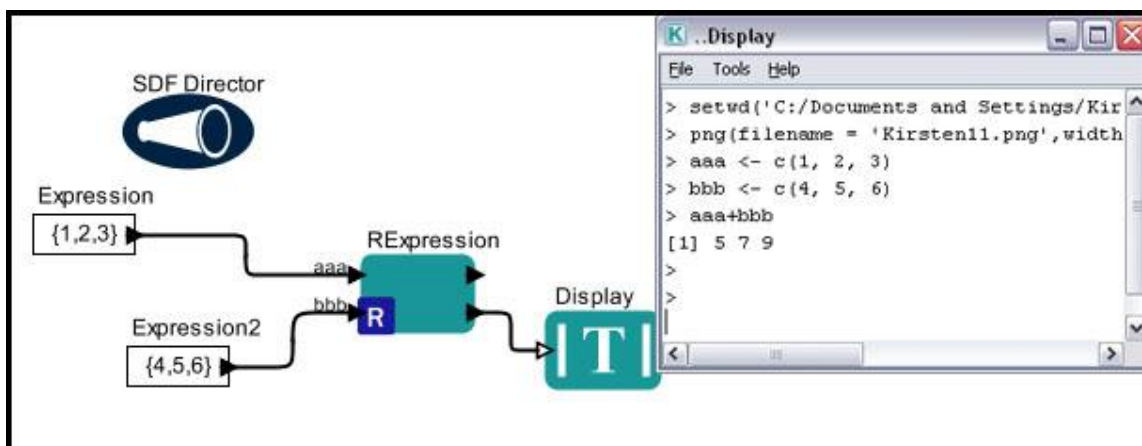 SDF Director
Expression
{1,2,3}
aaa
RExpression
bbb
R
Expression2
{4,5,6}
Display
T
K ..Display
File Tools Help
> setwd('C:/Documents and Settings/Kir
> png(filename = 'Kirsten11.png',width
> aaa <- c(1, 2, 3)
> bbb <- c(4, 5, 6)
> aaa+bbb
[1] 5 7 9
>
>